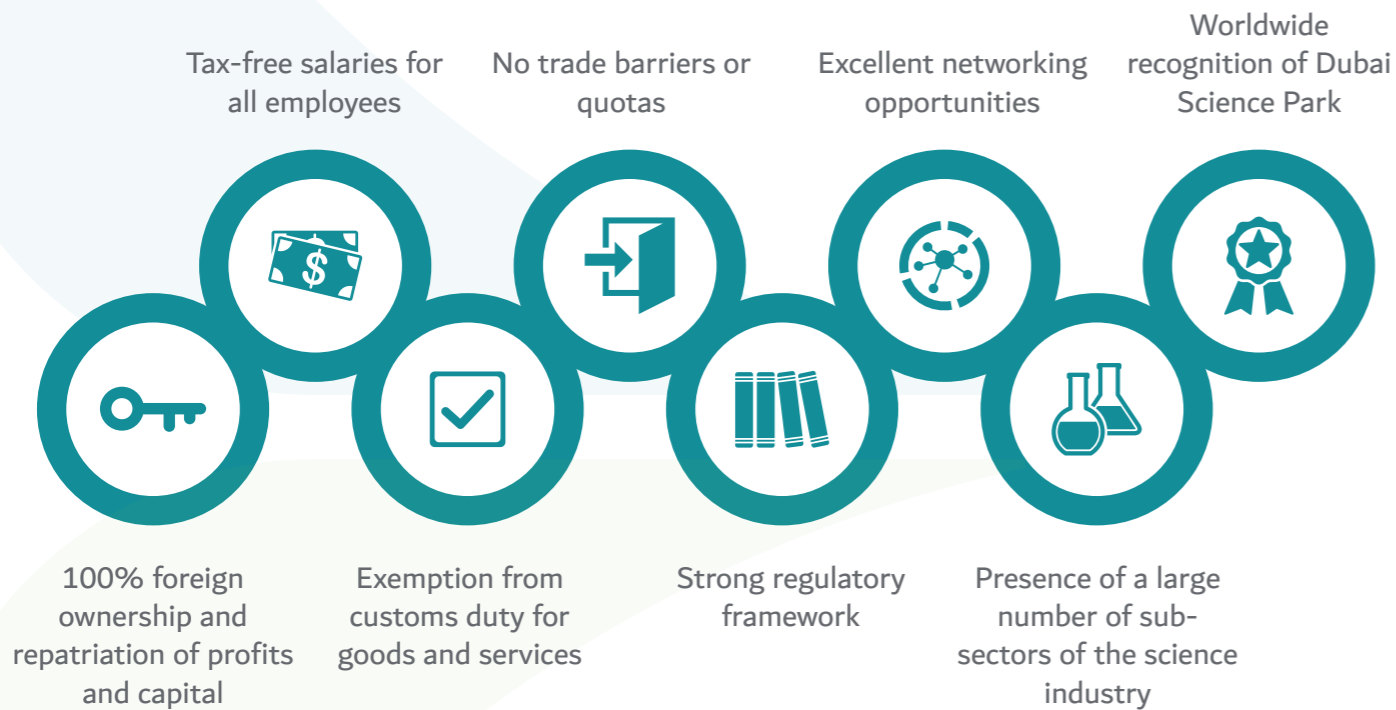 Tax-free salaries for
all employees
No trade barriers or
quotas
Excellent networking
opportunities
Worldwide
recognition of Dubai
Science Park
$
100% foreign
ownership and
repatriation of profits
and capital
Exemption from
customs duty for
goods and services
Strong regulatory
framework
Presence of a large
number of sub-
sectors of the science
industry